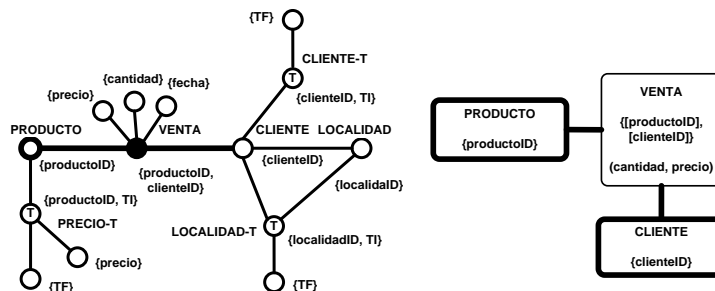 {TF}
CLIENTE-T
T
{clienteID, TI}
{cantidad}
{precio}
{fecha}
PRODUCTO
VENTA
CLIENTE
LOCALIDAD
{productoID}
{productoID,
clienteID}
{clienteID}
{localidaID}
{productoID, TI}
T
PRECIO-T
{precio}
{TF}
LOCALIDAD-T
T
{localidadID, TI}
{TF}
PRODUCTO
{productoID}
VENTA
{[productoID],
[clienteID]}
(cantidad, precio)
CLIENTE
{clienteID}